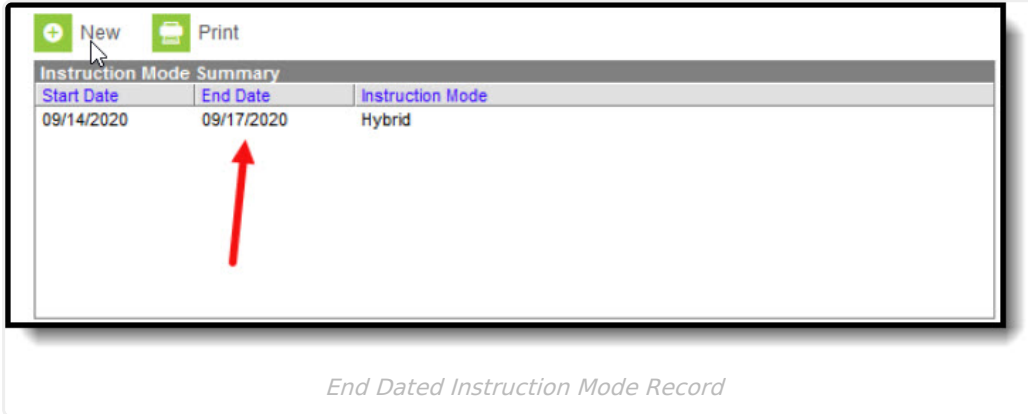 New Print
Instruction Mode Summary
Start Date End Date Instruction Mode
09/14/2020 09/17/2020 Hybrid
End Dated Instruction Mode Record